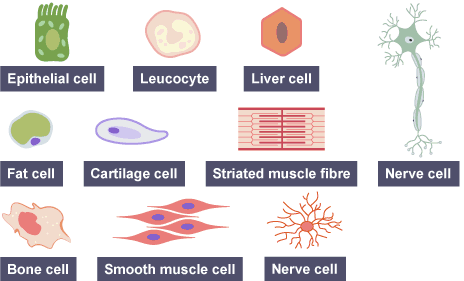 Epithelial cell
Leucocyte
Liver cell
Fat cell
Cartilage cell
Striated muscle fibre
Nerve cell
Bone cell
Smooth muscle cell
Nerve cell